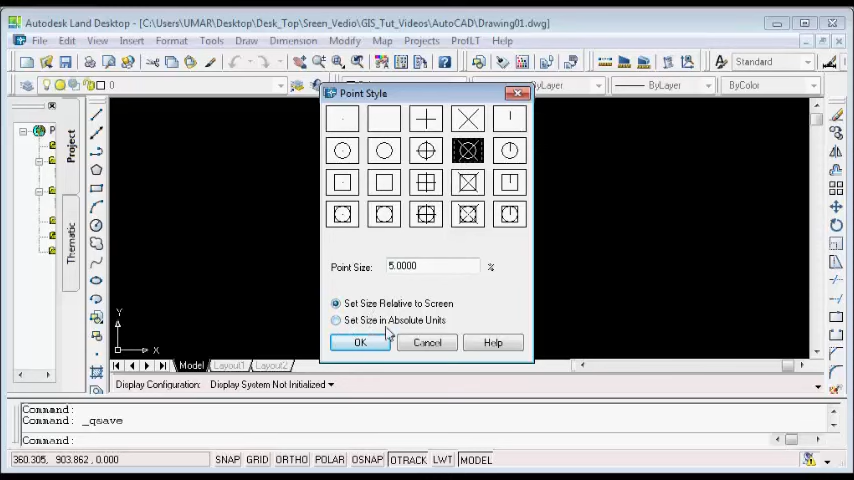 Autodesk Land Desktop - [C:\Users\UMAR\Desktop\Desk_Top\Sreen_Vedio\GIS_Tut_Videos\AutoCAD\Drawing01.dwg]
File Edit View Insert Format Tools Draw Dimension Modify Map Projects ProfLT Help
Standard
0 ByLayer ByLayer ByColor
Point Style
Project
Thematic
Point Size: 5.0000 %
Set Size Relative to Screen
Set Size in Absolute Units
OK Cancel Help
Y
X
Model Layout1 Layout2
Display Configuration: Display System Not Initialized
Command:
Command: _qsave
Command:
360.305, 903.862 , 0.000 SNAP GRID ORTHO POLAR OSNAP OTRACK LWT MODEL